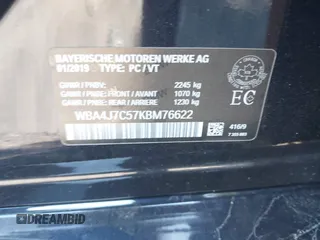 BAYERISCHE MOTOREN WERKE AG
01/2019 TYPE: PC / VT
GVWR / PNBV: 2245 kg
GAWR / PNBE: FRONT / AVANT 1070 kg
GAWR / PNBE: REAR / ARRIERE 1230 kg
WBA4J7C57KBM76622
EC
416/9
DREAMBID